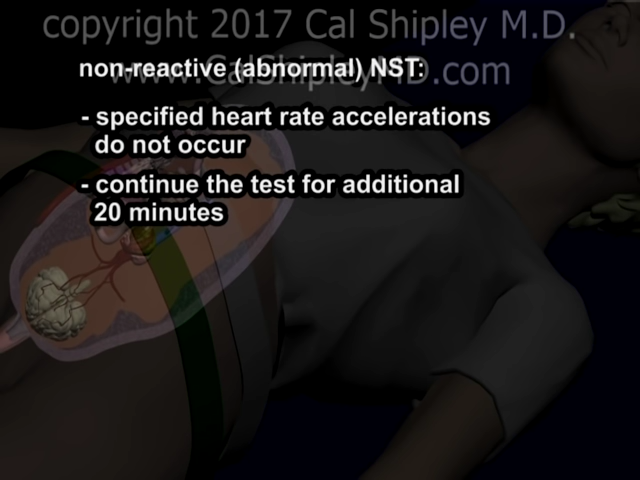 copyright 2017 Cal Shipley M.D.
non-reactive (abnormal) NST:
www.CalShipleyMD.com
- specified heart rate accelerations
do not occur
- continue the test for additional
20 minutes